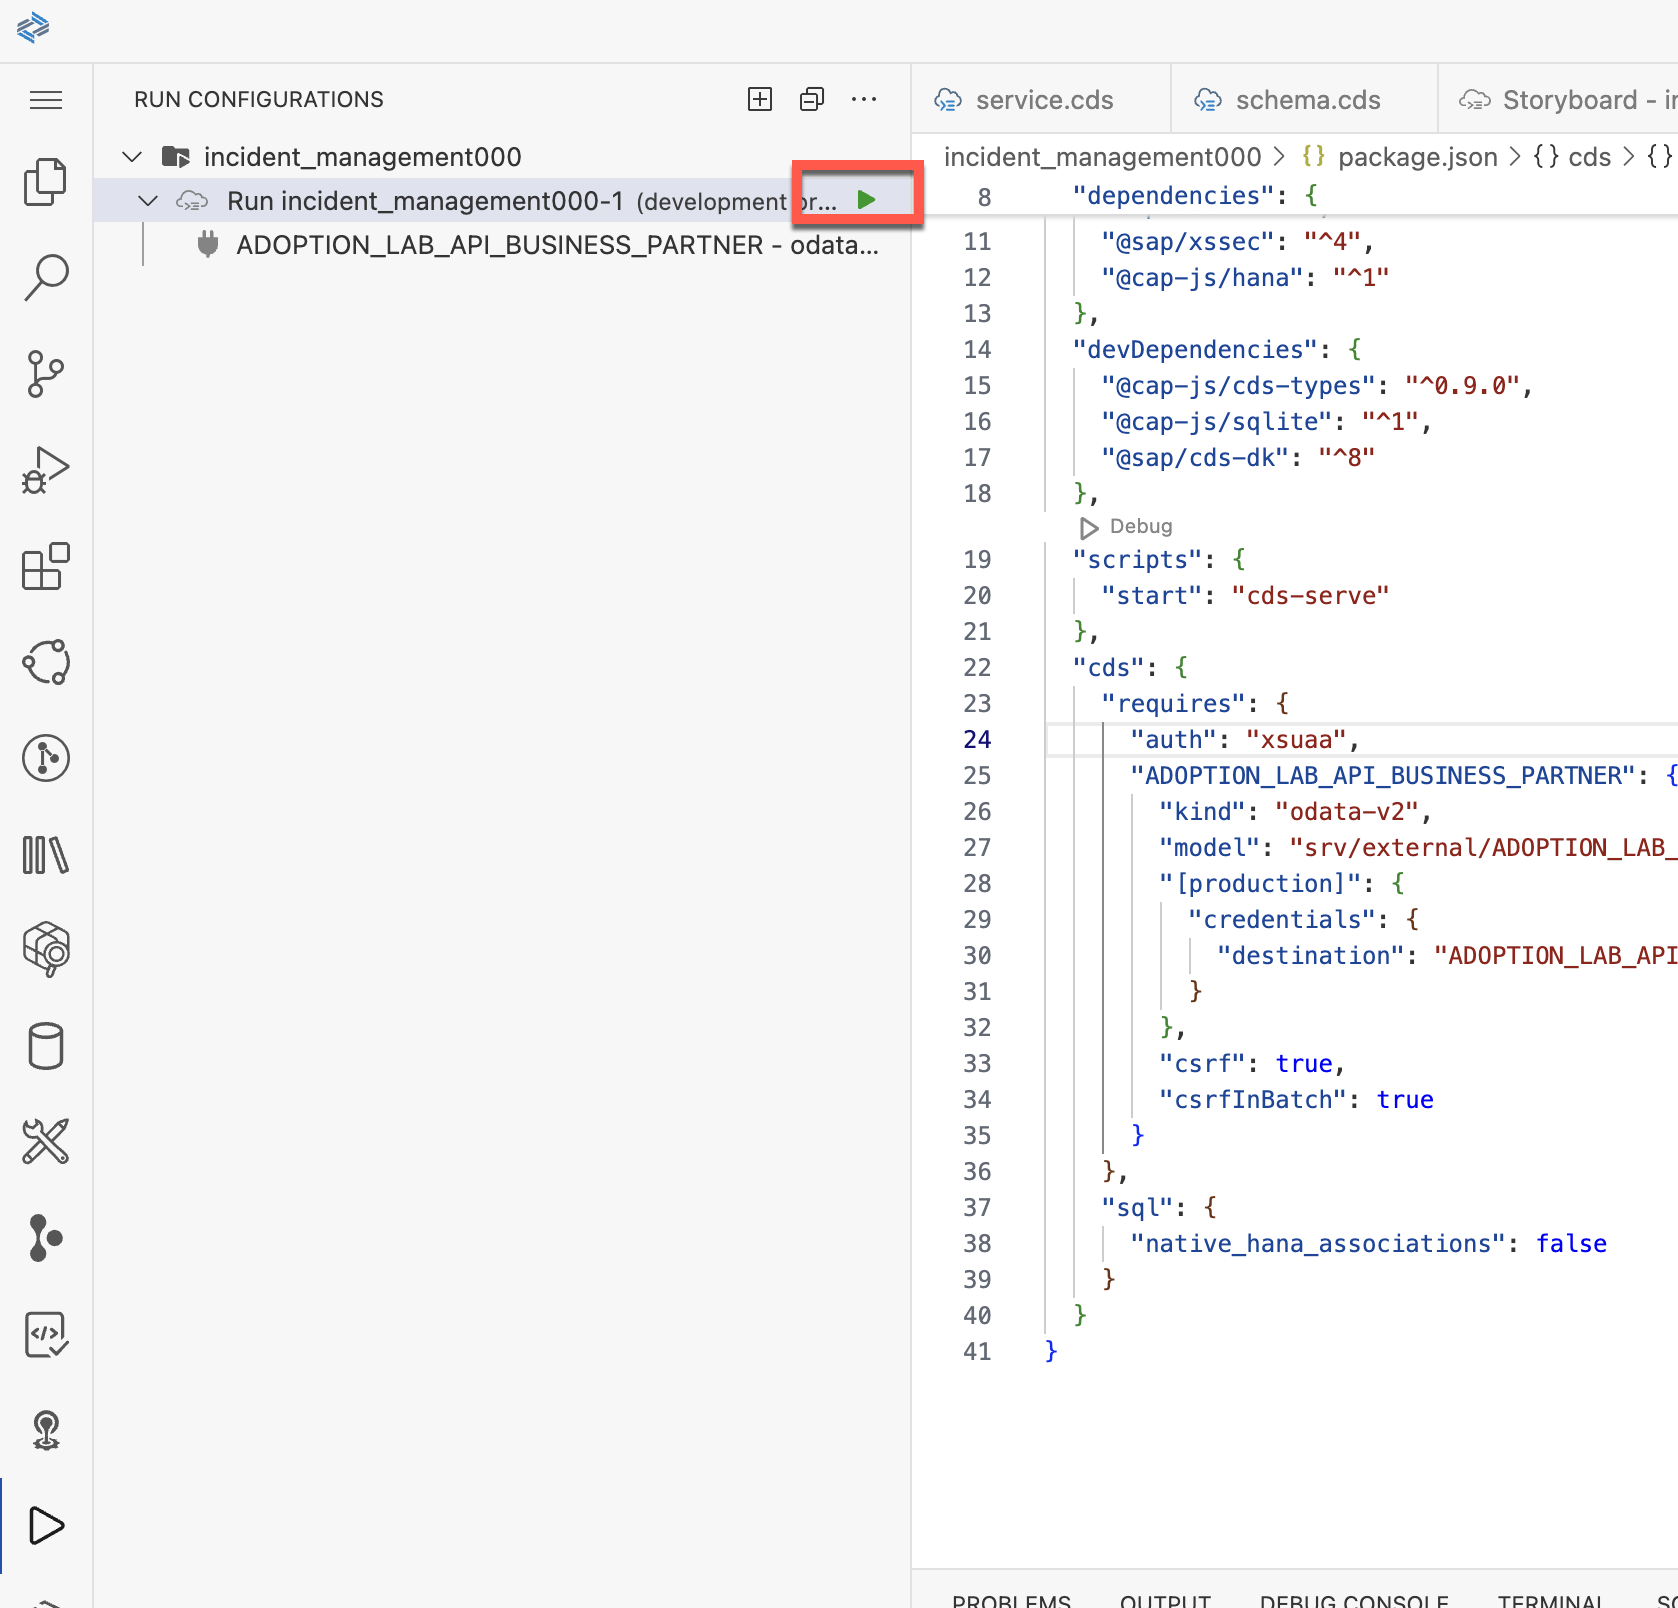 RUN CONFIGURATIONS
incident_management000
Run incident_management000-1 (development pr...
ADOPTION_LAB_API_BUSINESS_PARTNER - odata...
service.cds
schema.cds
Storyboard - in
incident_management000 > {} package.json > {} cds > {}
8 "dependencies": {
11 "@sap/xssec": "^4",
12 "@cap-js/hana": "^1"
13 },
14 "devDependencies": {
15 "@cap-js/cds-types": "^0.9.0",
16 "@cap-js/sqlite": "^1",
17 "@sap/cds-dk": "^8"
18 },
Debug
19 "scripts": {
20 "start": "cds-serve"
21 },
22 "cds": {
23 "requires": {
24 "auth": "xsuaa",
25 "ADOPTION_LAB_API_BUSINESS_PARTNER": {
26 "kind": "odata-v2",
27 "model": "srv/external/ADOPTION_LAB_
28 "[production]": {
29 "credentials": {
30 "destination": "ADOPTION_LAB_API
31 }
32 },
33 "csrf": true,
34 "csrfInBatch": true
35 }
36 },
37 "sql": {
38 "native_hana_associations": false
39 }
40 }
41 }
PROBLEMS OUTPUT DEBUG CONSOLE TERMINAL